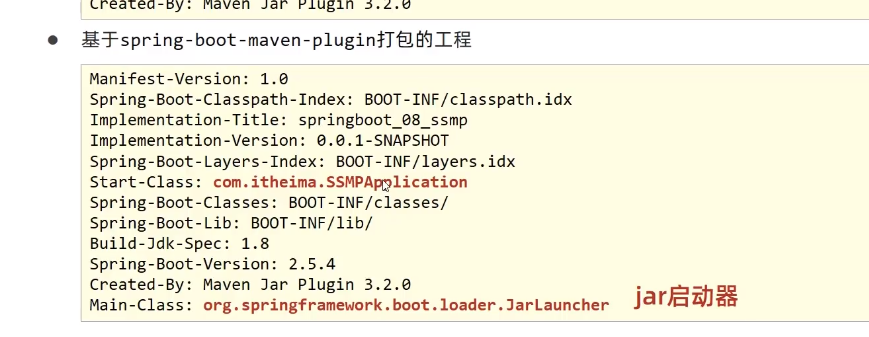 Created-By: Maven Jar Plugin 3.2.0
● 基于spring-boot-maven-plugin打包的工程
Manifest-Version: 1.0
Spring-Boot-Classpath-Index: BOOT-INF/classpath.idx
Implementation-Title: springboot_08_ssmp
Implementation-Version: 0.0.1-SNAPSHOT
Spring-Boot-Layers-Index: BOOT-INF/layers.idx
Start-Class: com.itheima.SSMPApplication
Spring-Boot-Classes: BOOT-INF/classes/
Spring-Boot-Lib: BOOT-INF/lib/
Build-Jdk-Spec: 1.8
Spring-Boot-Version: 2.5.4
Created-By: Maven Jar Plugin 3.2.0
Main-Class: org.springframework.boot.loader.JarLauncher jar启动器